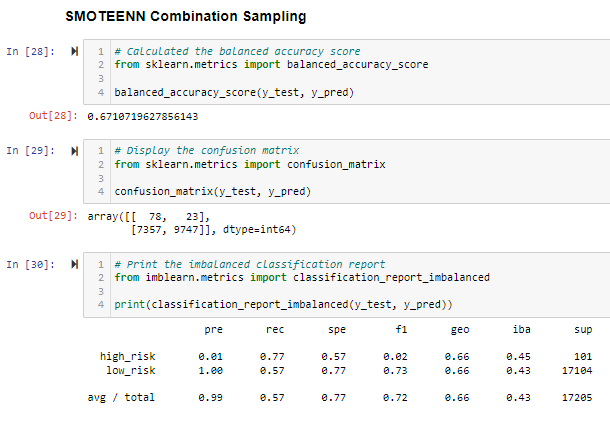 SMOTEENN Combination Sampling
In [28]:
1 # Calculated the balanced accuracy score
2 from sklearn.metrics import balanced_accuracy_score
3
4 balanced_accuracy_score(y_test, y_pred)
Out[28]: 0.6710719627856143
In [29]:
1 # Display the confusion matrix
2 from sklearn.metrics import confusion_matrix
3
4 confusion_matrix(y_test, y_pred)
Out[29]: array([[  78,   23],
[7357, 9747]], dtype=int64)
In [30]:
1 # Print the imbalanced classification report
2 from imblearn.metrics import classification_report_imbalanced
3
4 print(classification_report_imbalanced(y_test, y_pred))
pre rec spe f1 geo iba sup
high_risk 0.01 0.77 0.57 0.02 0.66 0.45 101
low_risk 1.00 0.57 0.77 0.73 0.66 0.43 17104
avg / total 0.99 0.57 0.77 0.72 0.66 0.43 17205